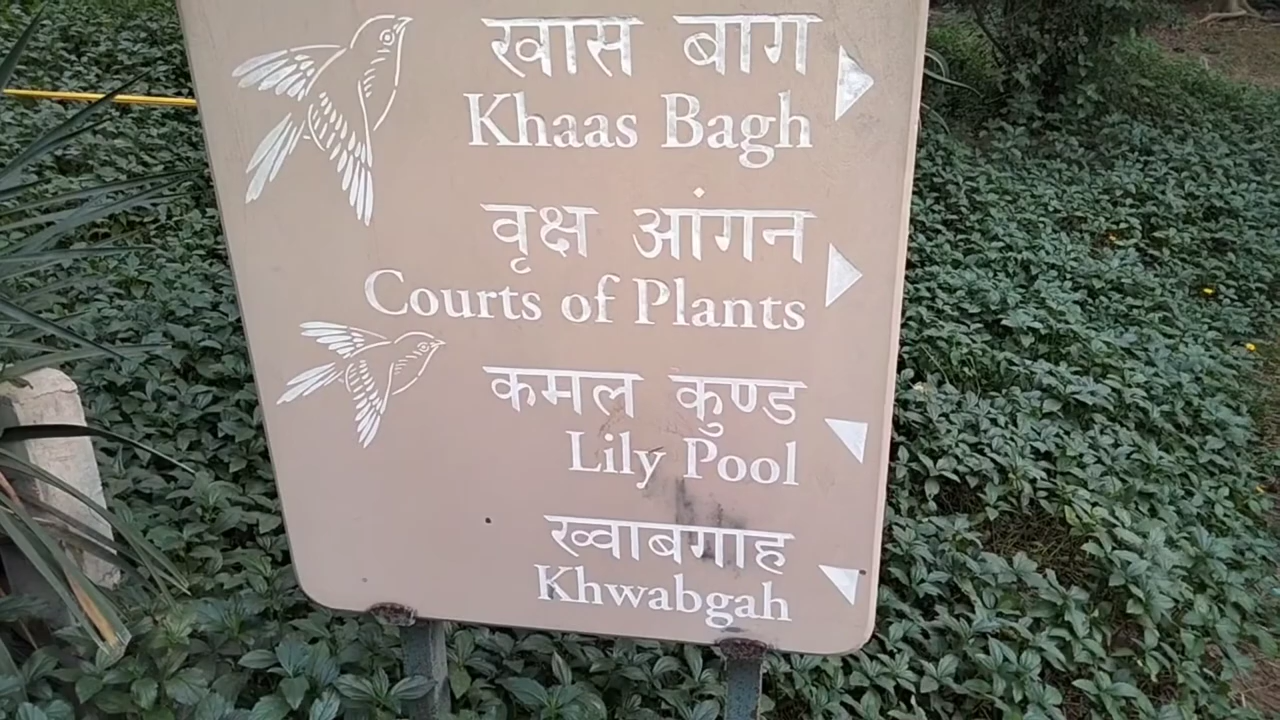 खास बाग
Khaas Bagh
वृक्ष आंगन
Courts of Plants
कमल कुण्ड
Lily Pool
ख्वाबगाह
Khwabgah